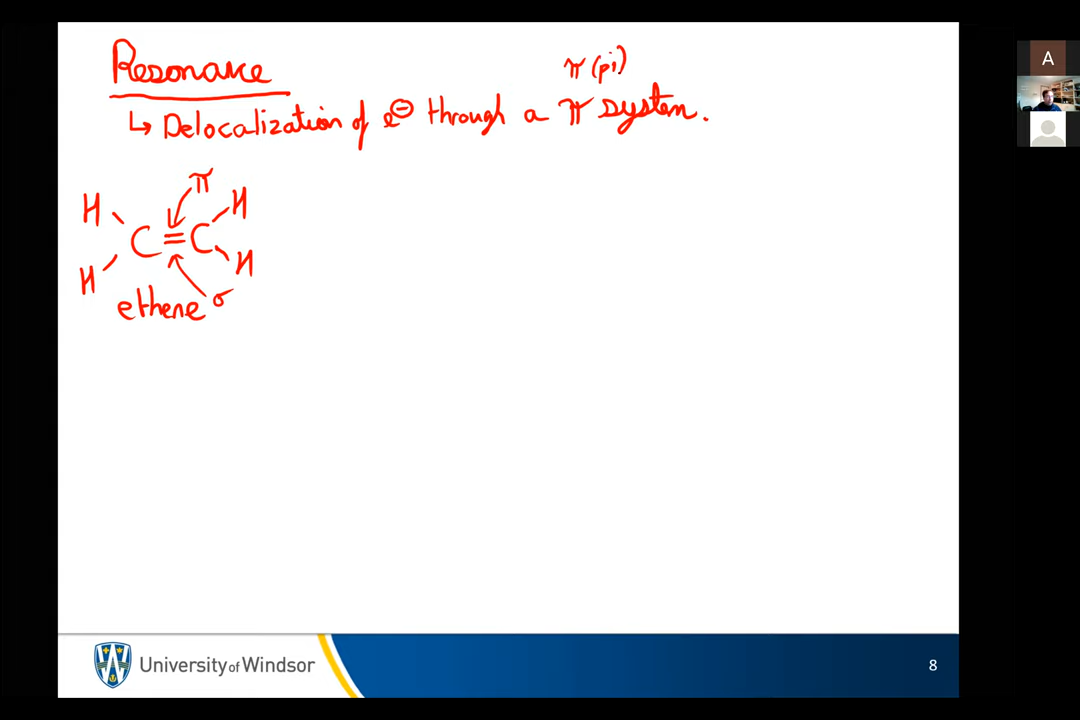 Resonance
π (pi)
↳ Delocalization of e⊖ through a π system.
π
H H
C = C
H H
ethene σ
University of Windsor
8
A